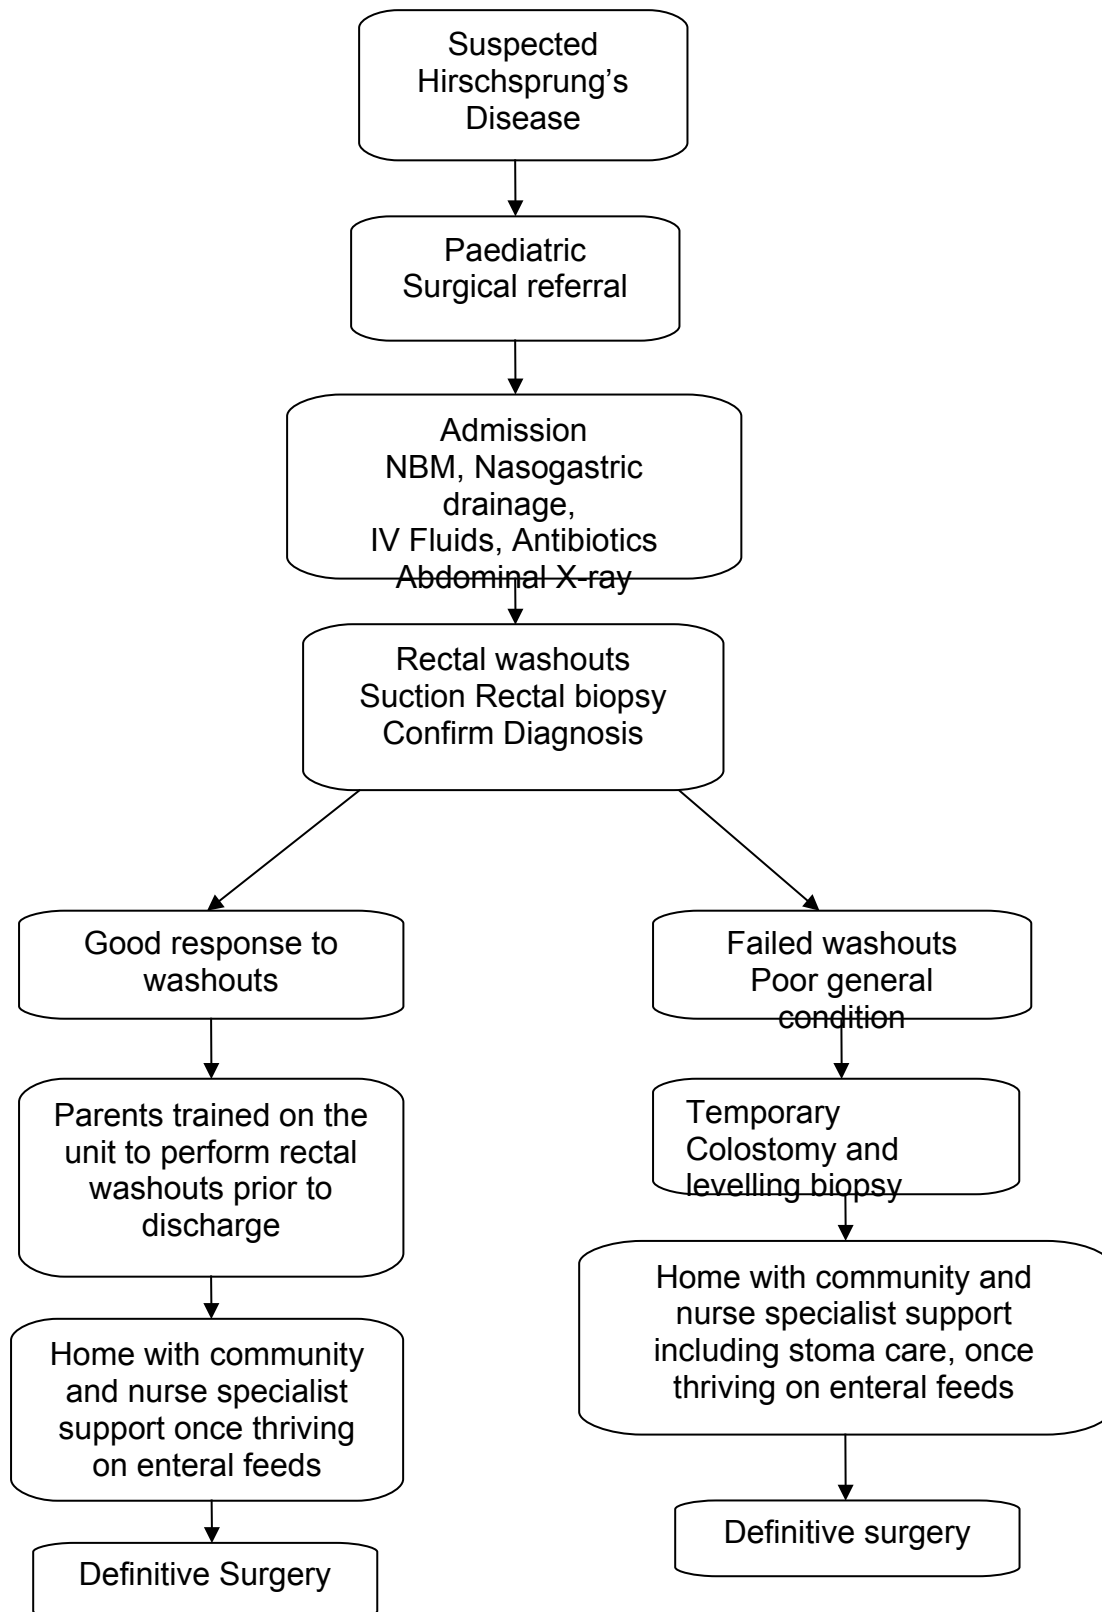 Suspected
Hirschsprung’s
Disease
Paediatric
Surgical referral
Admission
NBM, Nasogastric
drainage,
IV Fluids, Antibiotics
Abdominal X-ray
Rectal washouts
Suction Rectal biopsy
Confirm Diagnosis
Good response to
washouts
Parents trained on the
unit to perform rectal
washouts prior to
discharge
Home with community
and nurse specialist
support once thriving
on enteral feeds
Definitive Surgery
Failed washouts
Poor general
condition
Temporary
Colostomy and
levelling biopsy
Home with community and
nurse specialist support
including stoma care, once
thriving on enteral feeds
Definitive surgery